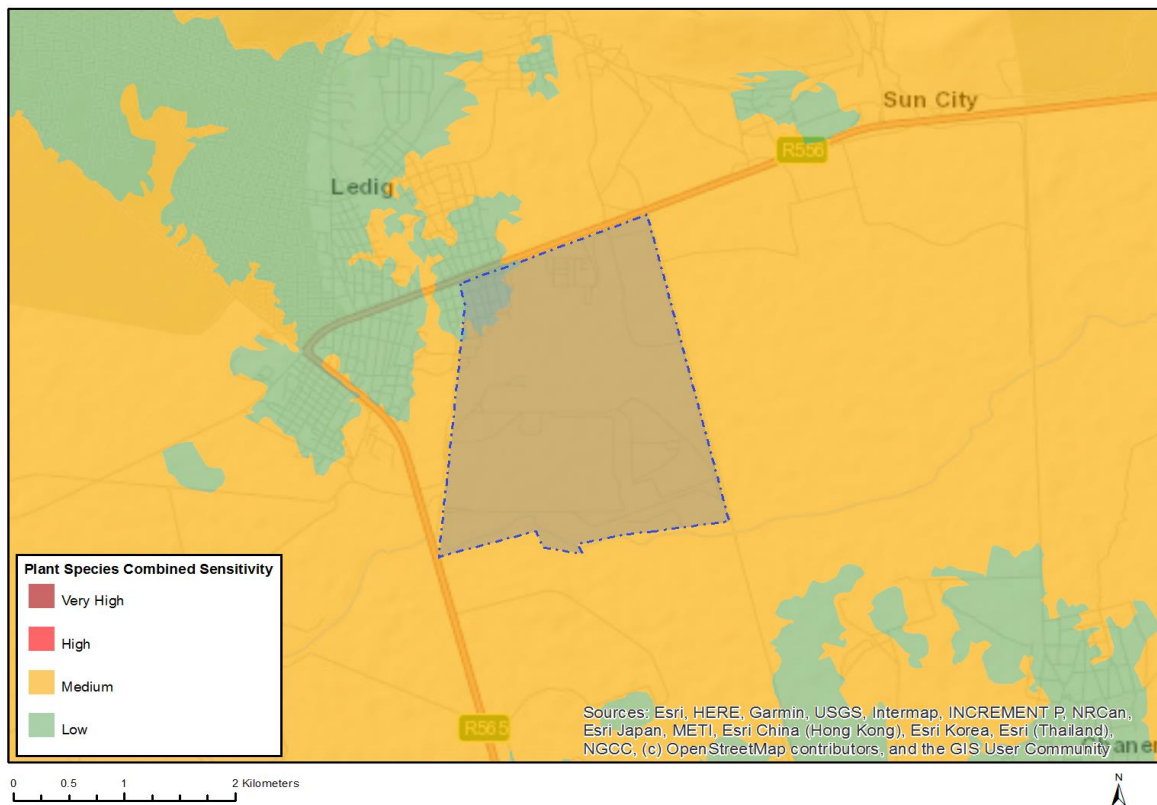 Sun City
R556
Ledig
Plant Species Combined Sensitivity
Very High
High
Medium
Low
R565
Sources: Esri, HERE, Garmin, USGS, Intermap, INCREMENT P, NRCan,
Esri Japan, METI, Esri China (Hong Kong), Esri Korea, Esri (Thailand),
NGCC, (c) OpenStreetMap contributors, and the GIS User Community
Chaner
0 0.5 1 2 Kilometers
N